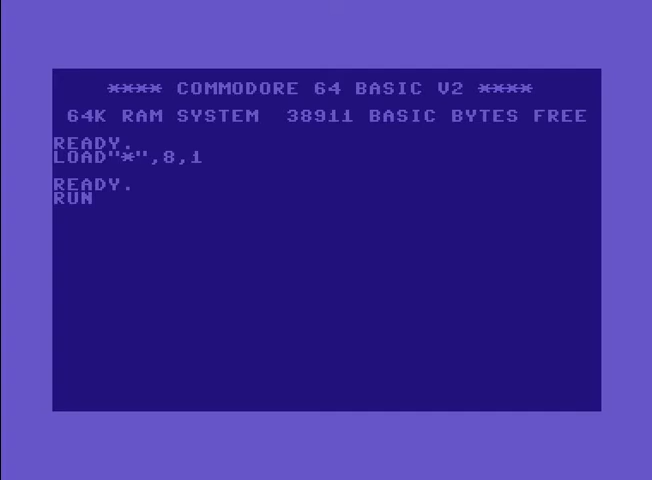 **** COMMODORE 64 BASIC V2 ****
64K RAM SYSTEM  38911 BASIC BYTES FREE
READY.
LOAD"*",8,1
READY.
RUN